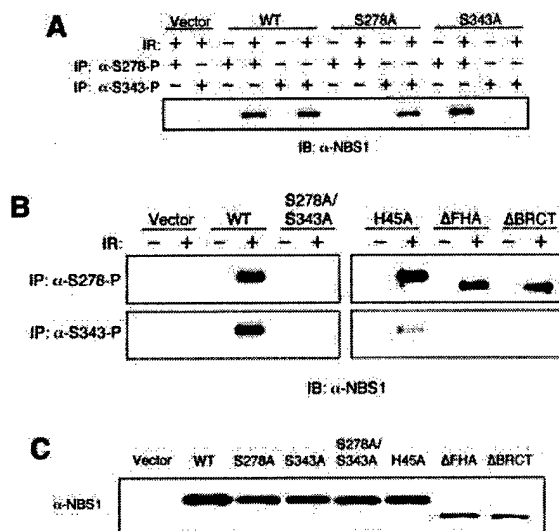 A
Vector WT S278A S343A
IR: + + − + − + − + − + − + − +
IP: α-S278-P + − + + − − + + − − + + − −
IP: α-S343-P − + − − + + − − + + − − + +
IB: α-NBS1
B
S278A/
Vector WT S343A H45A ΔFHA ΔBRCT
IR: − + − + − + − + − + − +
IP: α-S278-P
IP: α-S343-P
IB: α-NBS1
C
S278A/
Vector WT S278A S343A S343A H45A ΔFHA ΔBRCT
α-NBS1